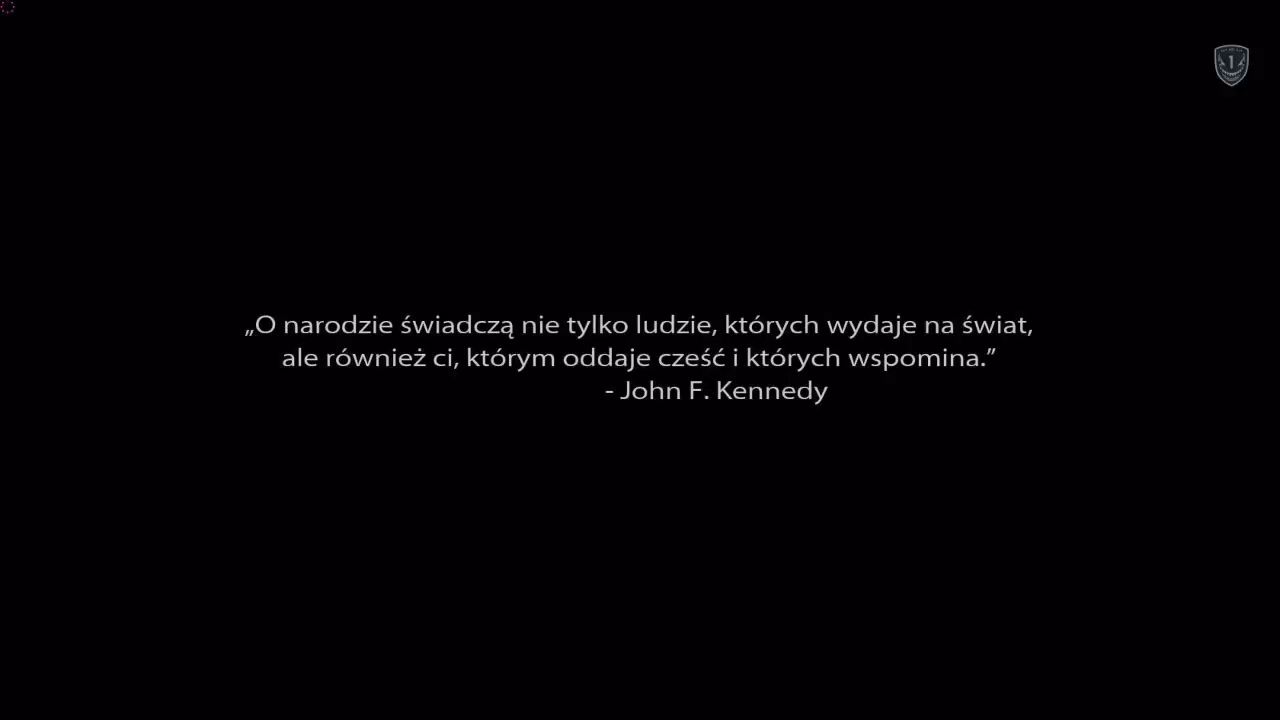 „O narodzie świadczą nie tylko ludzie, których wydaje na świat,
ale również ci, którym oddaje cześć i których wspomina.”
- John F. Kennedy
1